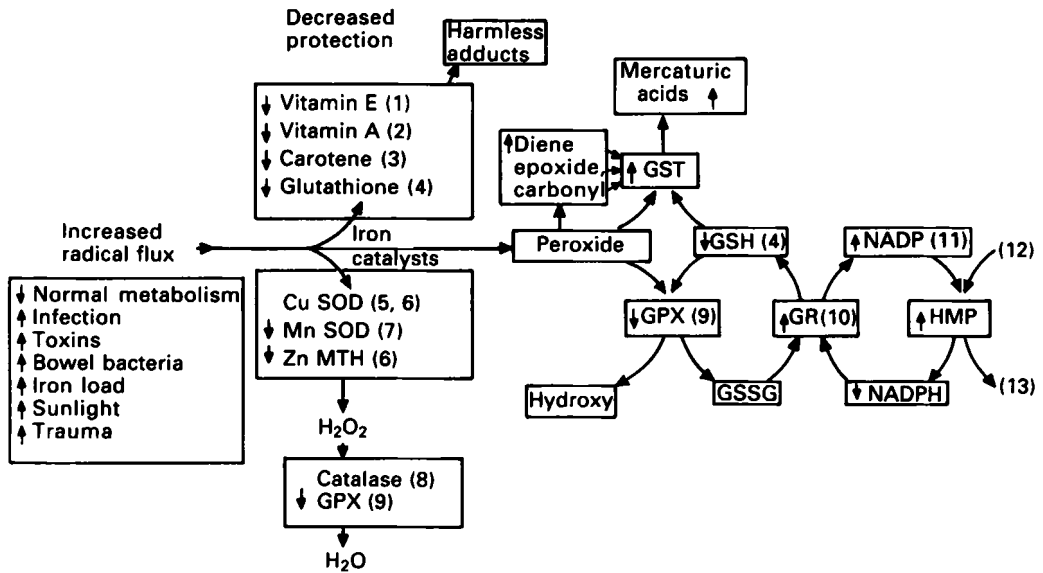 Decreased
protection
Harmless
adducts
↓ Vitamin E (1)
↓ Vitamin A (2)
↓ Carotene (3)
↓ Glutathione (4)
Mercaturic
acids ↑
↑ Diene
epoxide,
carbonyl
↑ GST
Increased
radical flux
Iron
catalysts
Peroxide
↓ GSH (4)
↑ NADP (11)
(12)
↓ Normal metabolism
↑ Infection
↑ Toxins
↑ Bowel bacteria
↑ Iron load
↑ Sunlight
↑ Trauma
Cu SOD (5, 6)
↓ Mn SOD (7)
↓ Zn MTH (6)
↓ GPX (9)
↑ GR (10)
↑ HMP
Hydroxy
GSSG
↓ NADPH
(13)
H₂O₂
Catalase (8)
↓ GPX (9)
H₂O